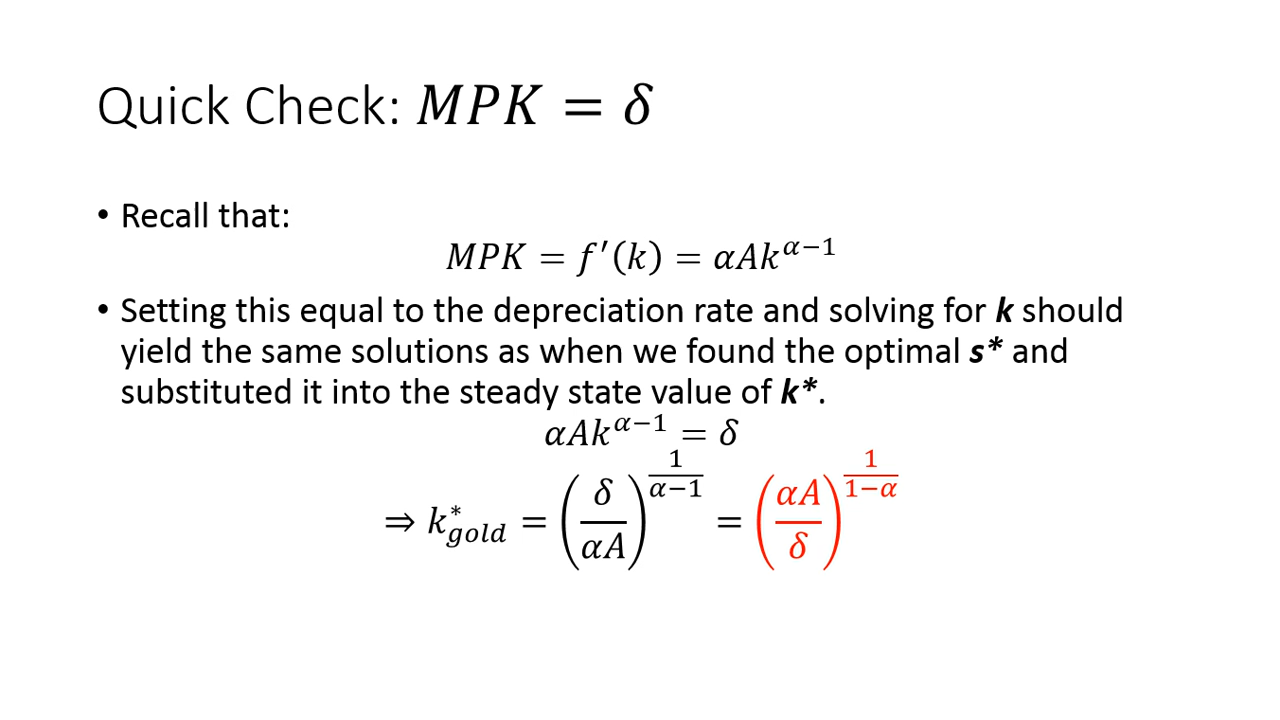 Quick Check: MPK = δ
• Recall that:
MPK = f′(k) = αAk^{α−1}
• Setting this equal to the depreciation rate and solving for k should
yield the same solutions as when we found the optimal s* and
substituted it into the steady state value of k*.
αAk^{α−1} = δ
⇒ k^*_{gold} = (δ/αA)^{1/(α−1)} = (αA/δ)^{1/(1−α)}